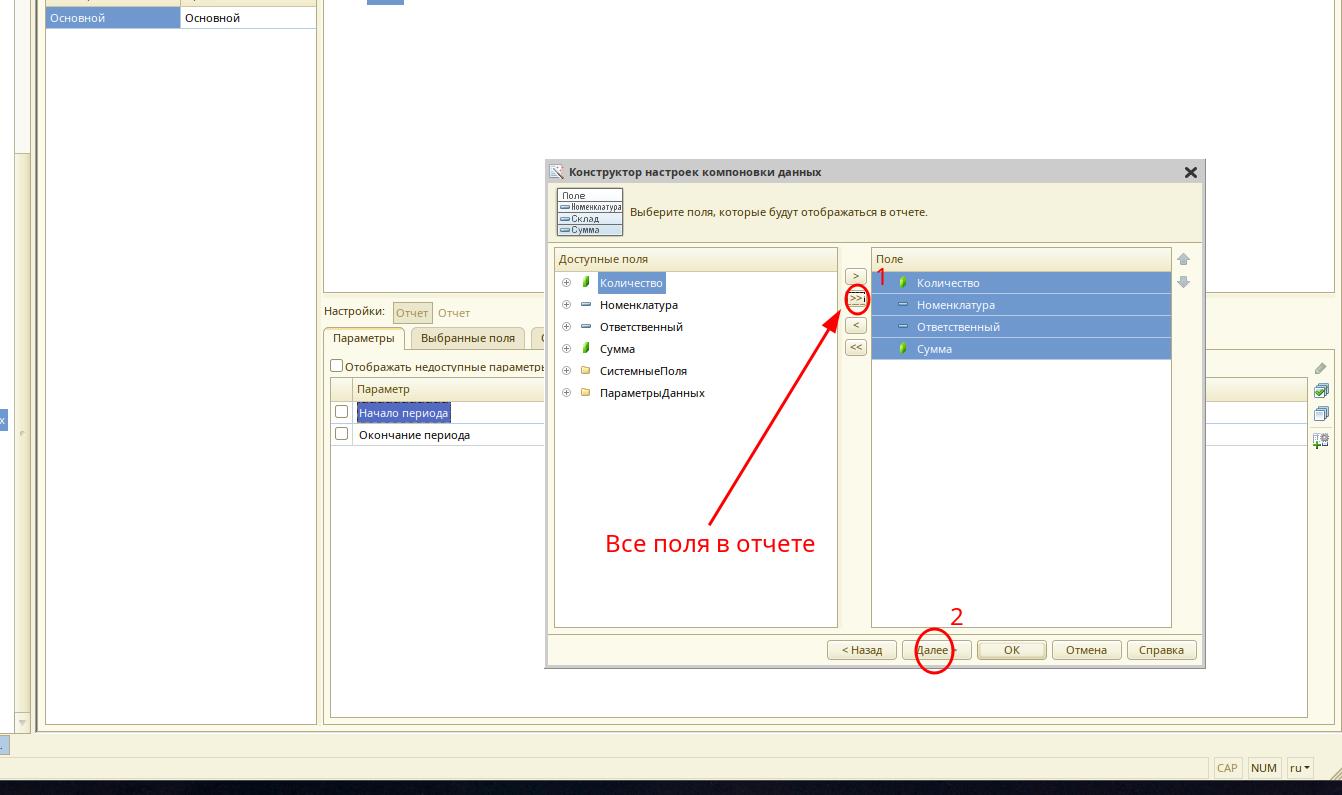 Основной Основной
Конструктор настроек компоновки данных
Поле
Номенклатура
Склад
Сумма
Выберите поля, которые будут отображаться в отчете.
Доступные поля
Количество
Номенклатура
Ответственный
Сумма
СистемныеПоля
ПараметрыДанных
>
>>
<
<<
1
Поле
Количество
Номенклатура
Ответственный
Сумма
Все поля в отчете
2
< Назад Далее > ОК Отмена Справка
Настройки: Отчет Отчет
Параметры Выбранные поля
Отображать недоступные параметры
Параметр
Начало периода
Окончание периода
CAP NUM ru